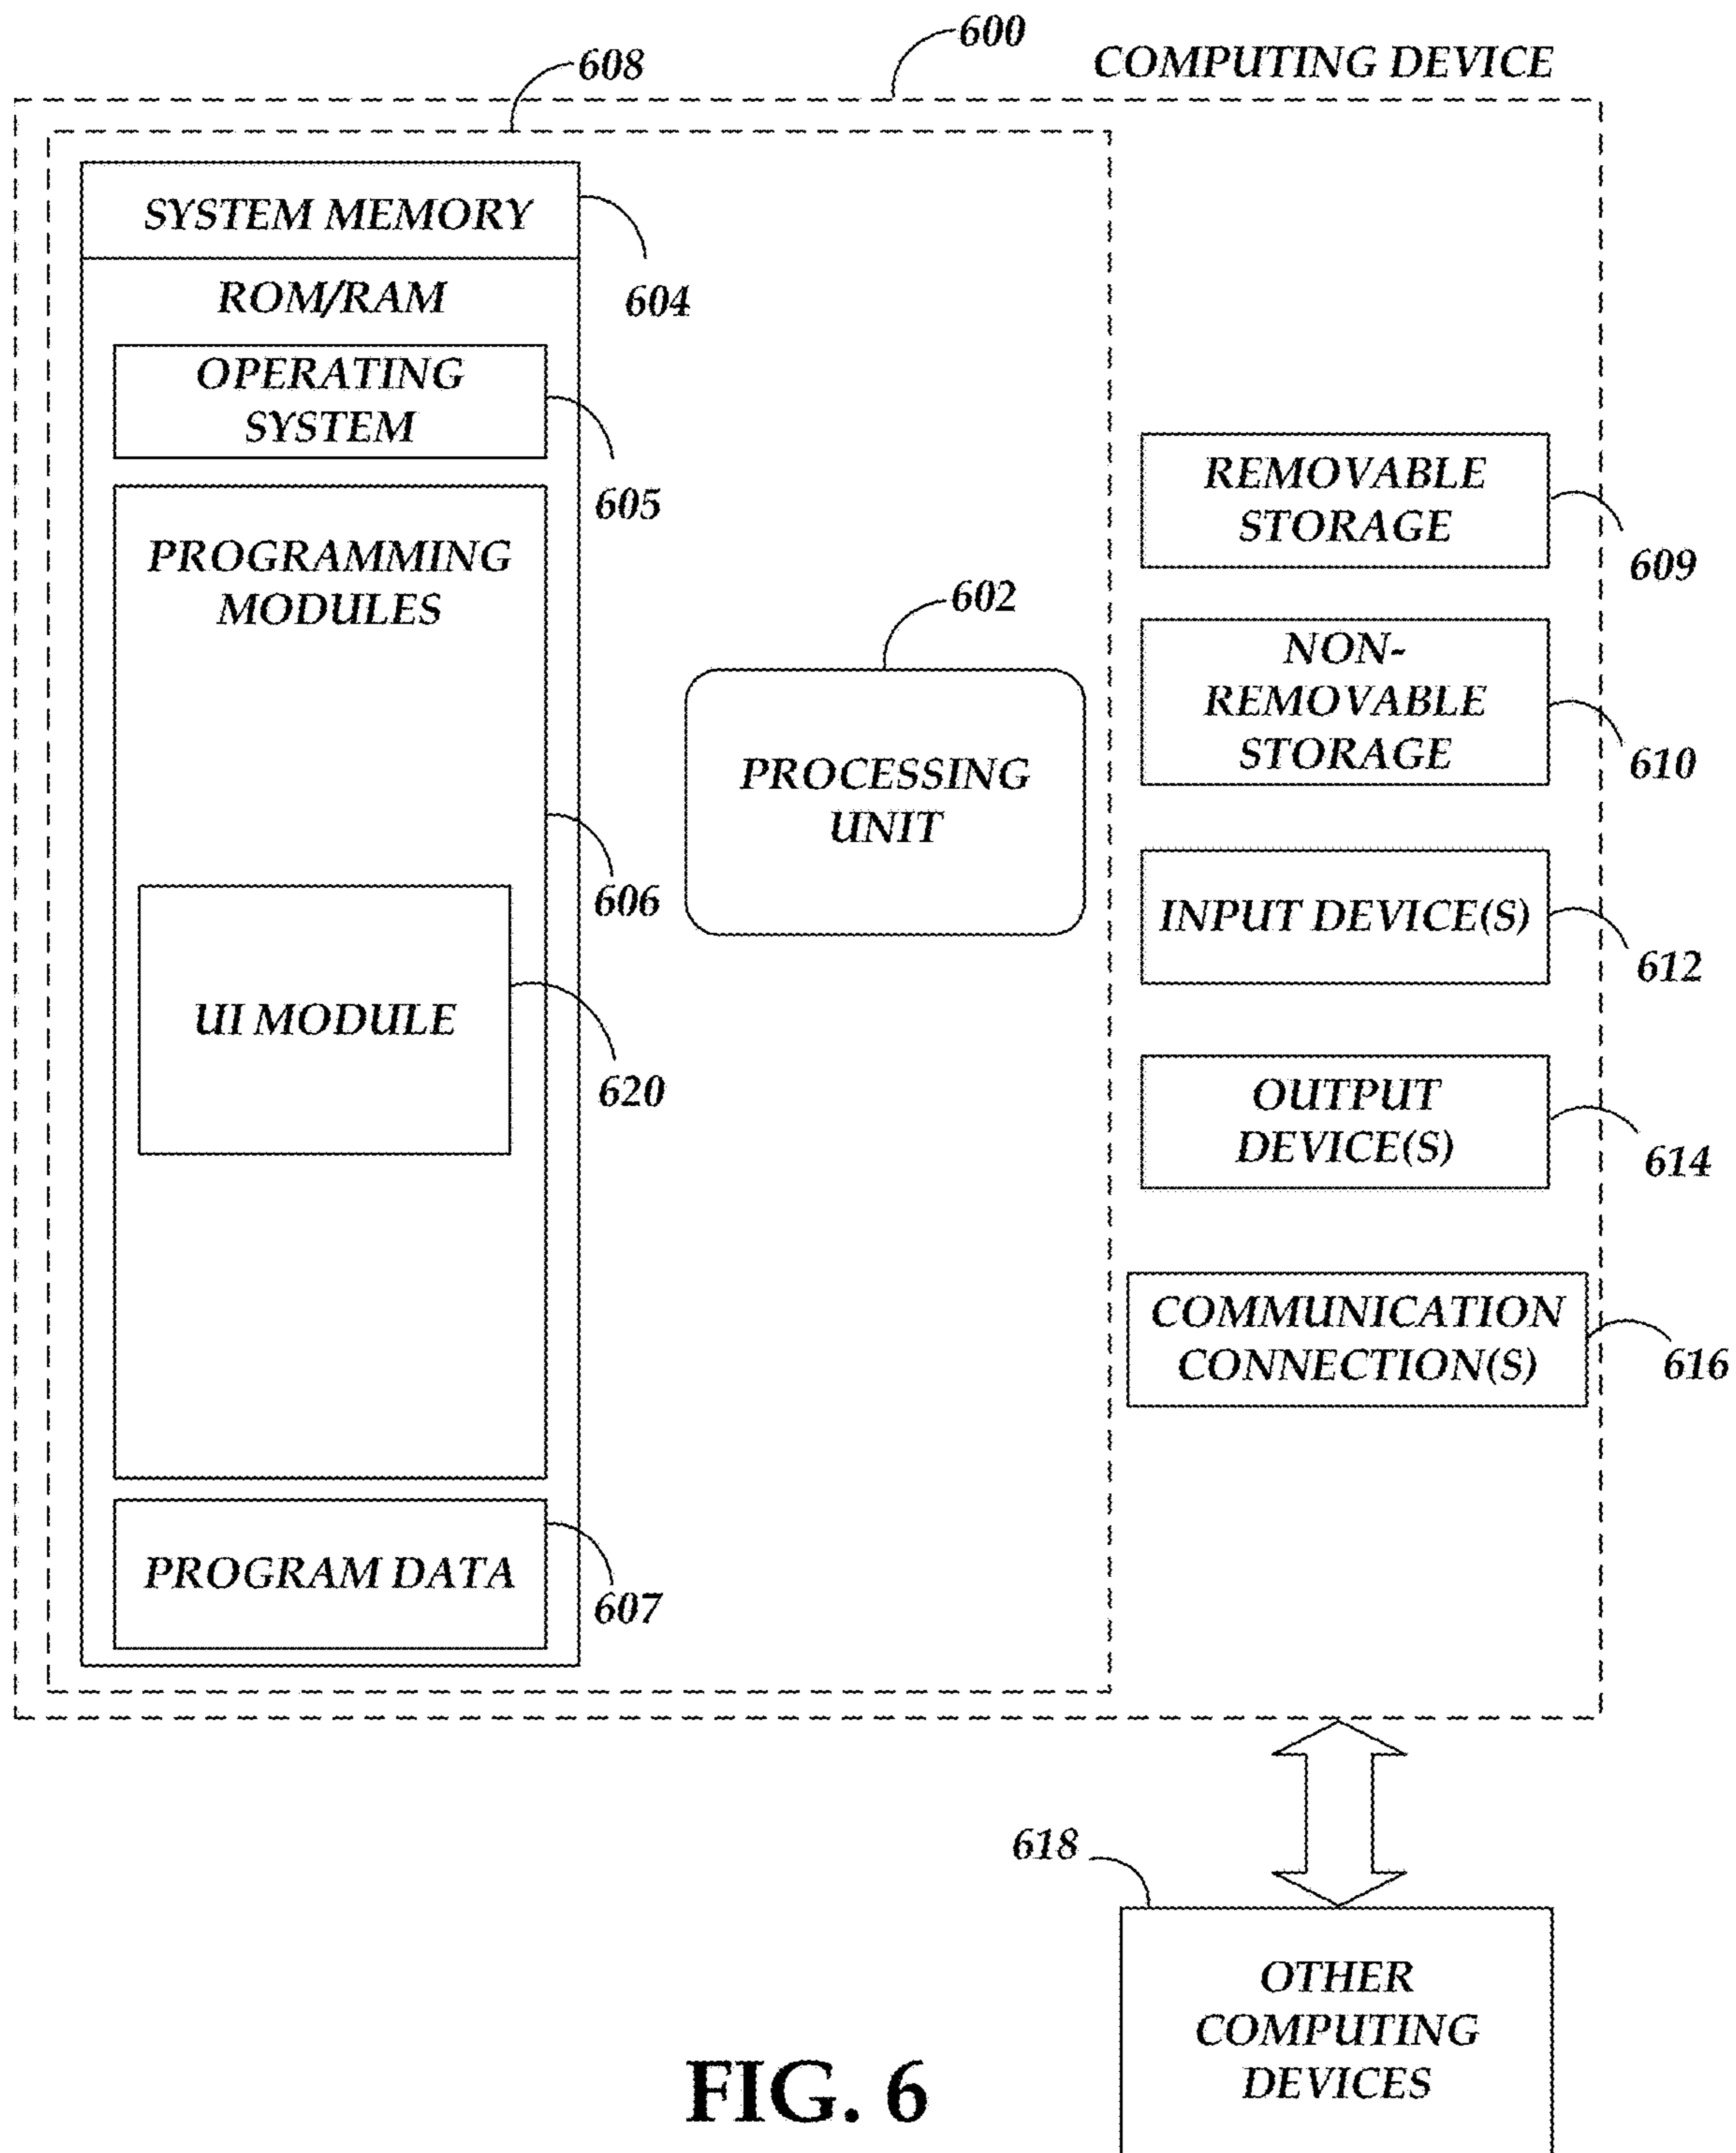 600
COMPUTING DEVICE
608
SYSTEM MEMORY
604
ROM/RAM
OPERATING
SYSTEM
605
PROGRAMMING
MODULES
606
UI MODULE
620
PROGRAM DATA
607
602
PROCESSING
UNIT
REMOVABLE
STORAGE
609
NON-
REMOVABLE
STORAGE
610
INPUT DEVICE(S)
612
OUTPUT
DEVICE(S)
614
COMMUNICATION
CONNECTION(S)
616
618
OTHER
COMPUTING
DEVICES
FIG. 6